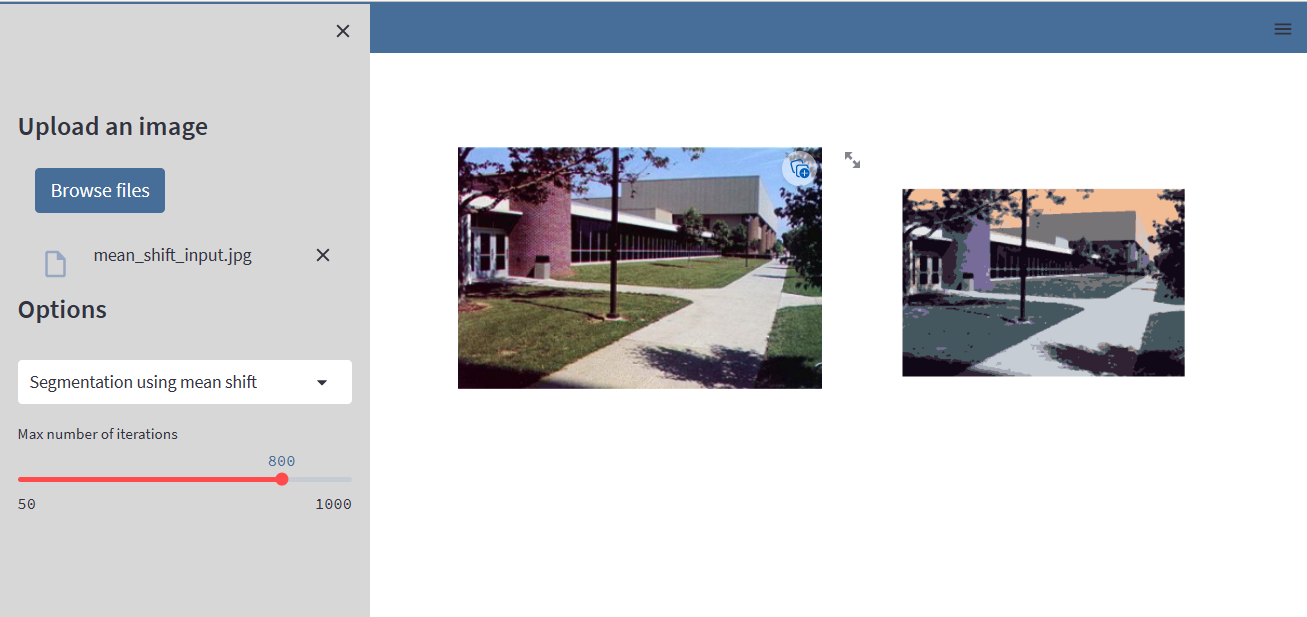 Upload an image
Browse files
mean_shift_input.jpg
Options
Segmentation using mean shift
Max number of iterations
800
50 1000